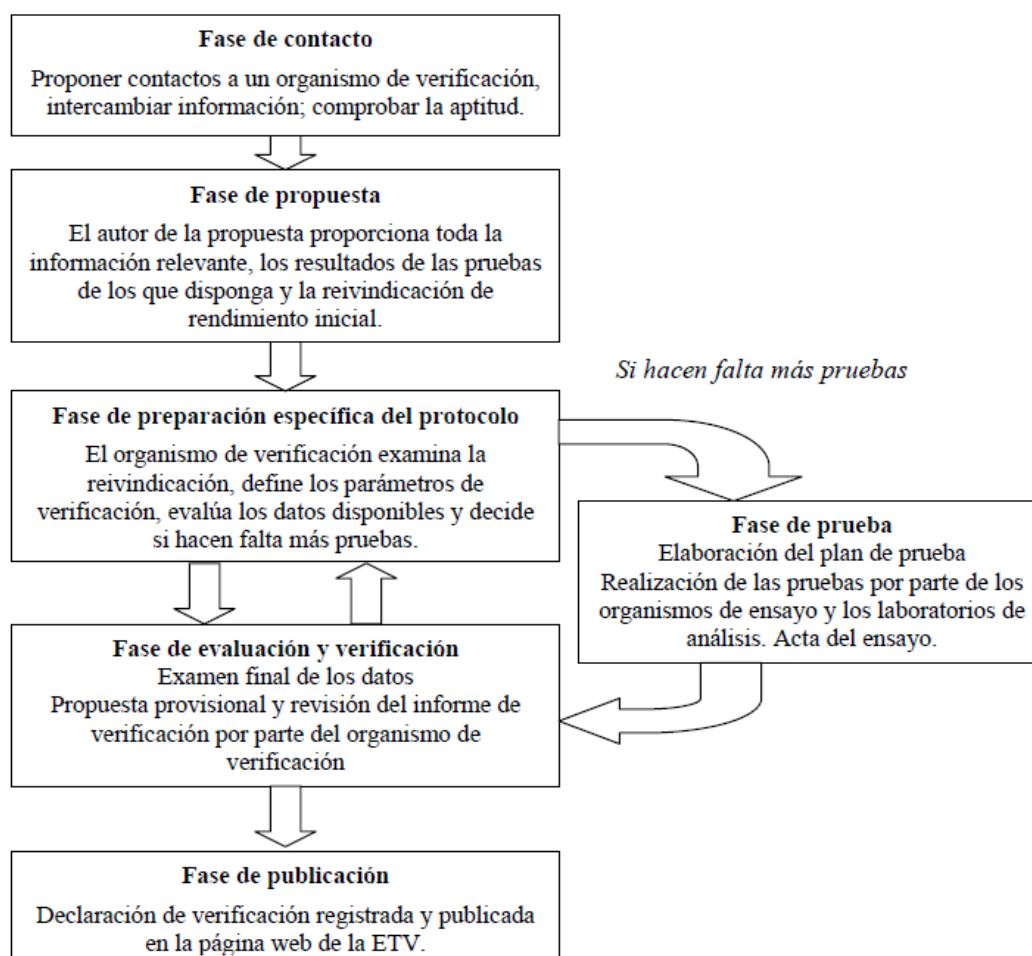 Fase de contacto
Proponer contactos a un organismo de verificación,
intercambiar información; comprobar la aptitud.
Fase de propuesta
El autor de la propuesta proporciona toda la
información relevante, los resultados de las pruebas
de los que disponga y la reivindicación de
rendimiento inicial.
Si hacen falta más pruebas
Fase de preparación específica del protocolo
El organismo de verificación examina la
reivindicación, define los parámetros de
verificación, evalúa los datos disponibles y decide
si hacen falta más pruebas.
Fase de prueba
Elaboración del plan de prueba
Realización de las pruebas por parte de los
organismos de ensayo y los laboratorios de
análisis. Acta del ensayo.
Fase de evaluación y verificación
Examen final de los datos
Propuesta provisional y revisión del informe de
verificación por parte del organismo de
verificación
Fase de publicación
Declaración de verificación registrada y publicada
en la página web de la ETV.